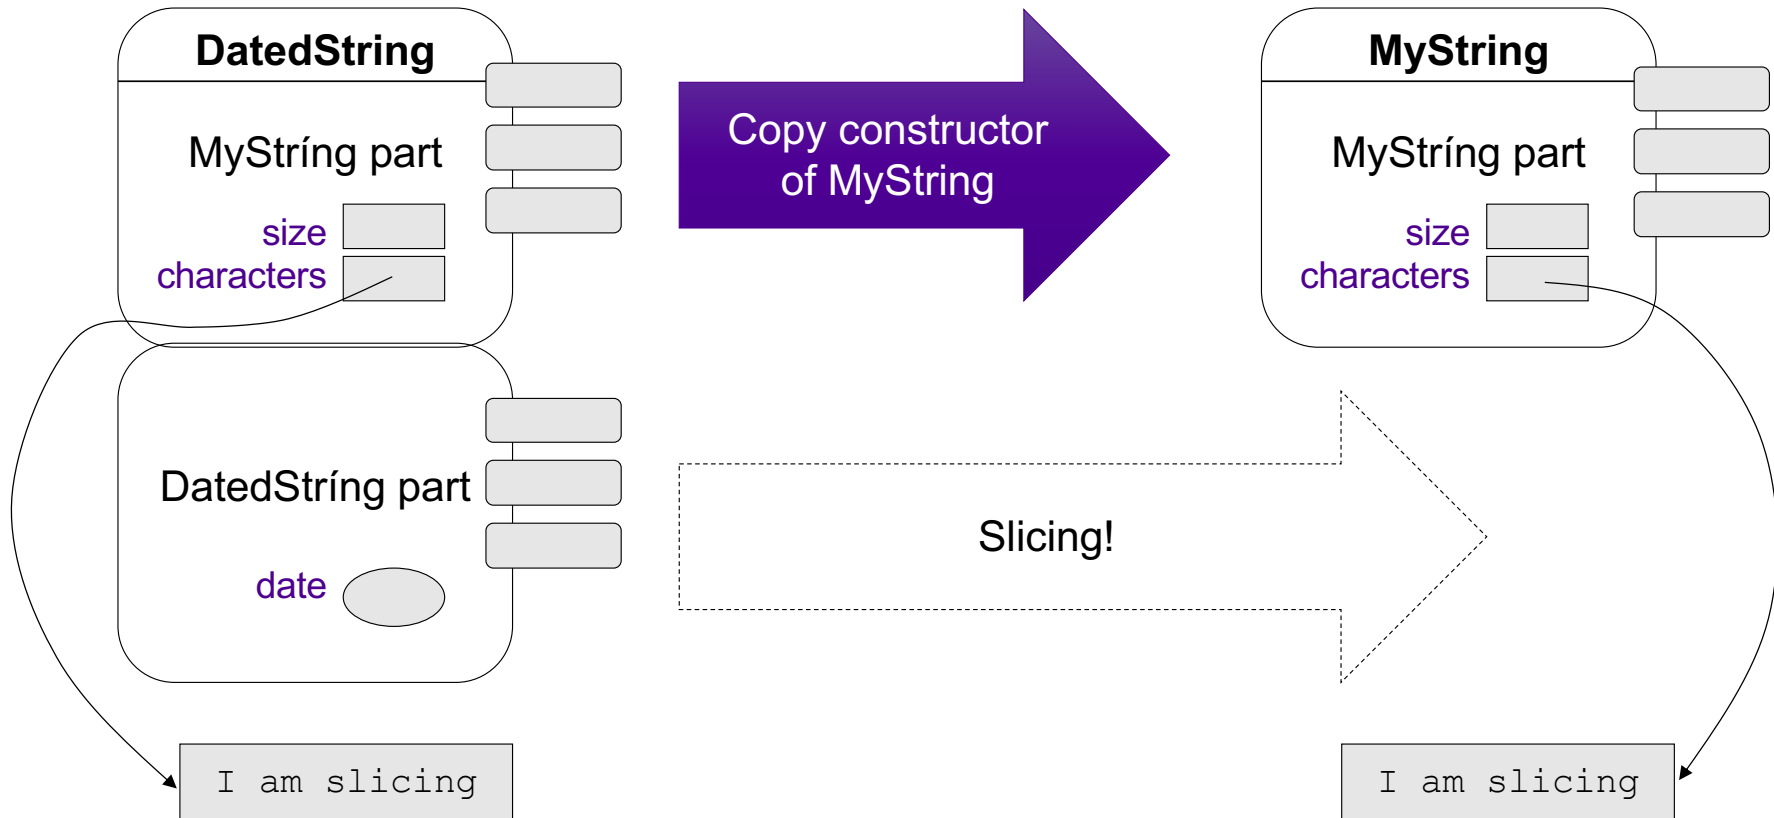 DatedString
MyStríng part
size
characters
DatedStríng part
date
I am slicing
Copy constructor
of MyString
Slicing!
MyString
MyStríng part
size
characters
I am slicing